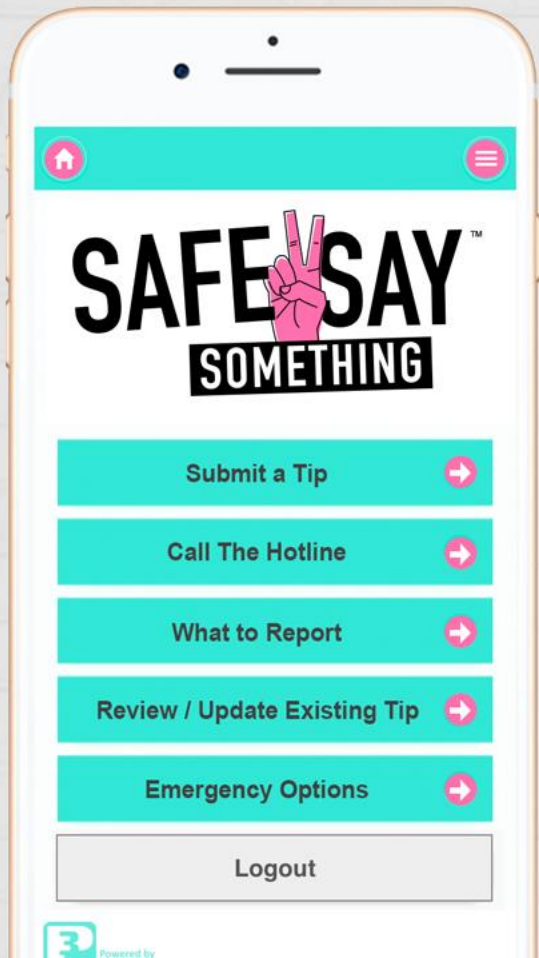 SAFE SAY ™
SOMETHING
Submit a Tip
Call The Hotline
What to Report
Review / Update Existing Tip
Emergency Options
Logout
Powered by